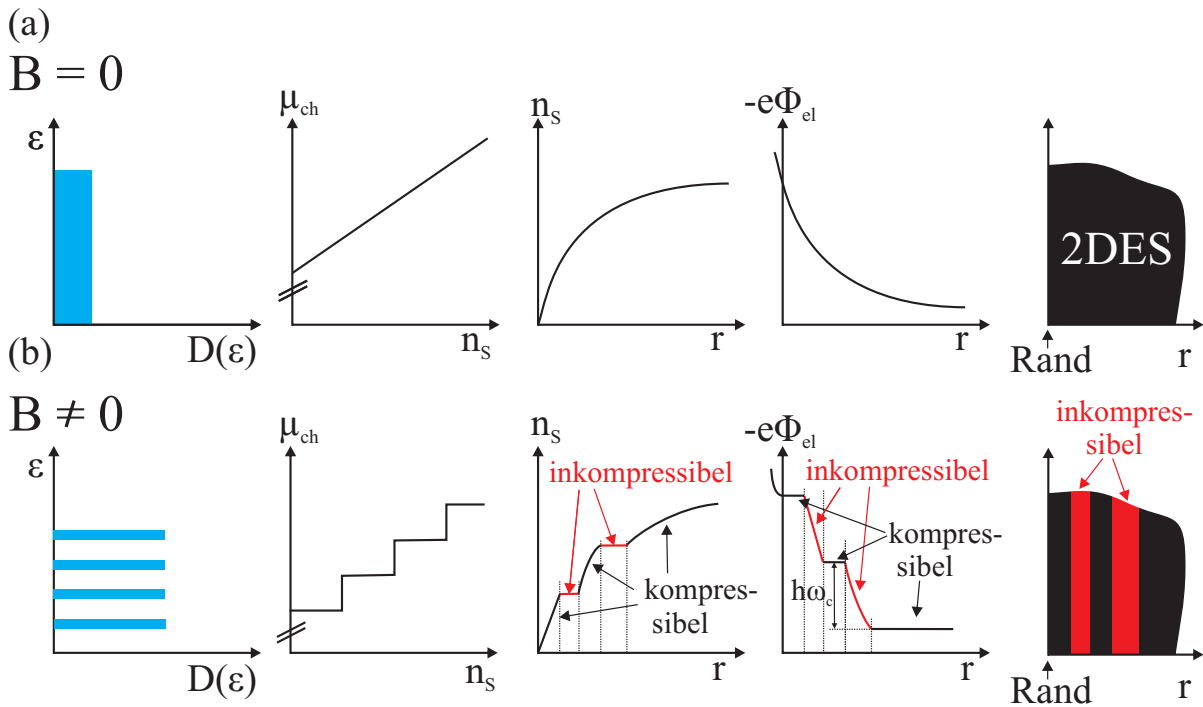 (a)
B = 0
ε
D(ε)
μch
nS
nS
r
-eΦel
r
2DES
Rand
r
(b)
B ≠ 0
ε
D(ε)
μch
nS
nS
inkompressibel
kompres-
sibel
r
-eΦel
inkompressibel
kompres-
sibel
ħωc
r
inkompres-
sibel
Rand
r